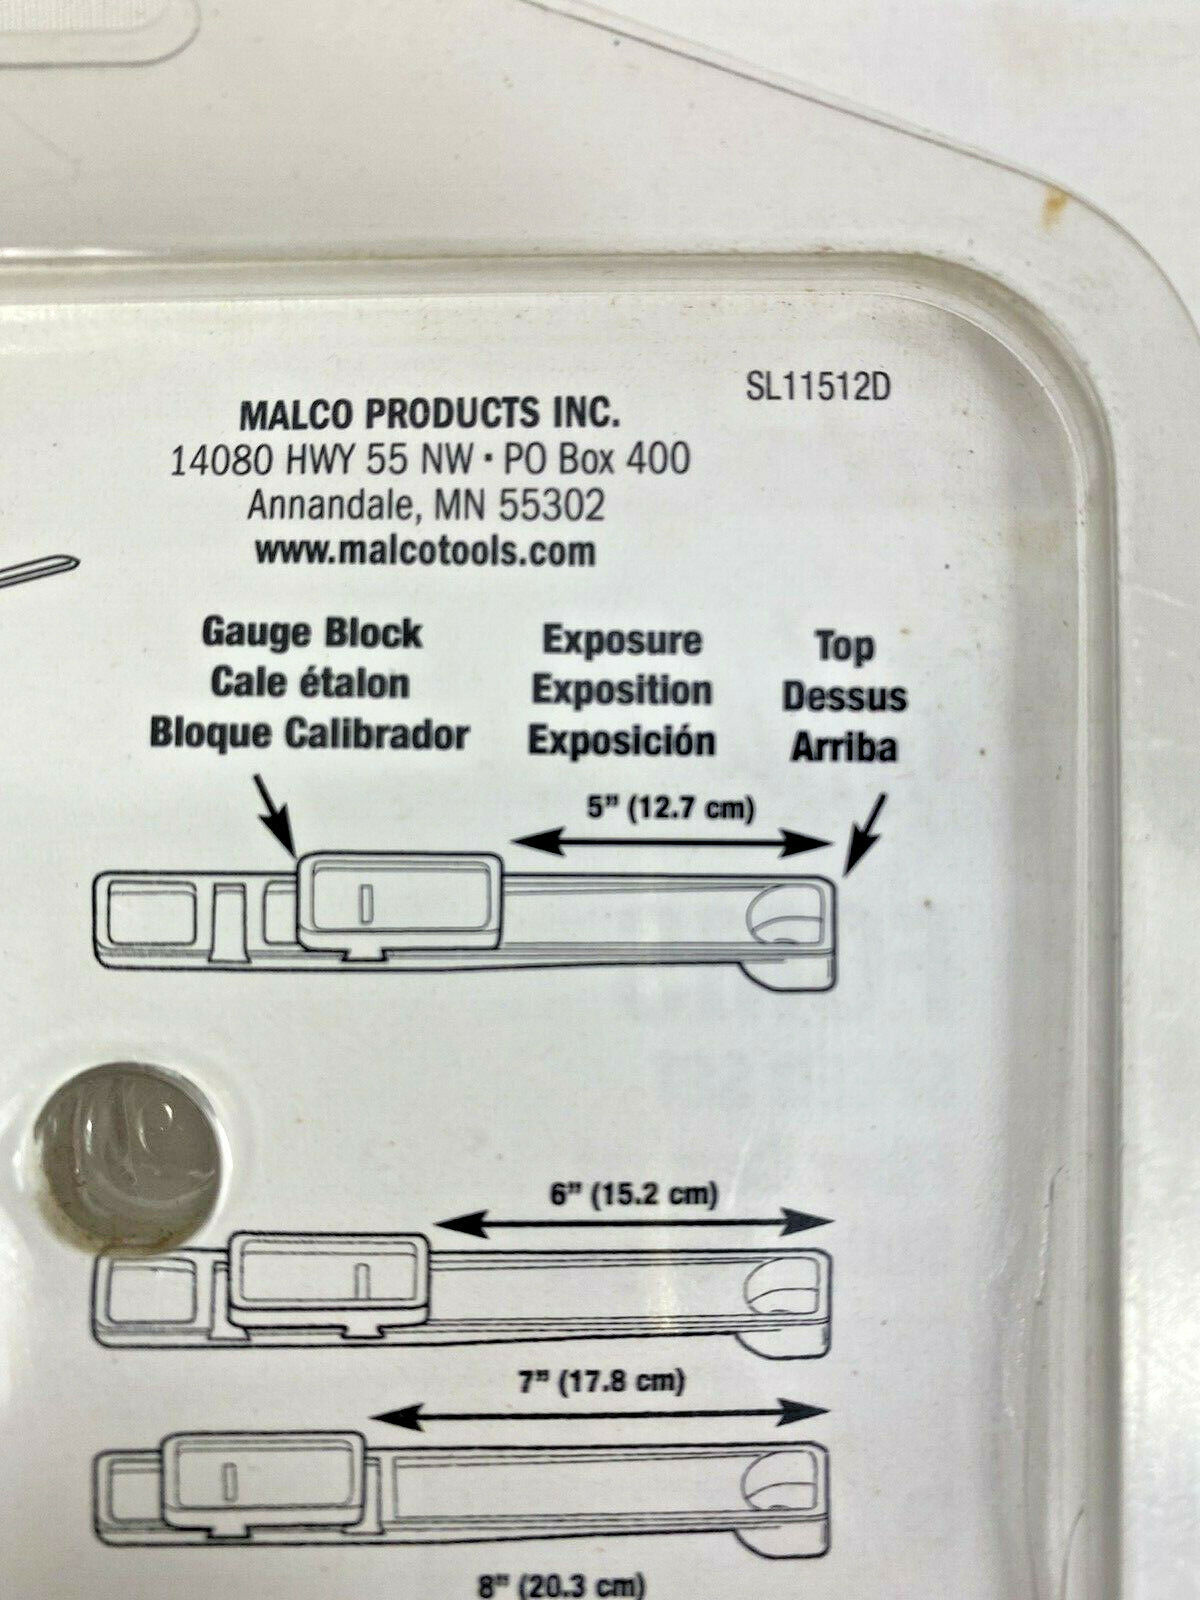 SL11512D
MALCO PRODUCTS INC.
14080 HWY 55 NW · PO Box 400
Annandale, MN 55302
www.malcotools.com
Gauge Block
Cale étalon
Bloque Calibrador
Exposure
Exposition
Exposición
Top
Dessus
Arriba
5” (12.7 cm)
6” (15.2 cm)
7” (17.8 cm)
8” (20.3 cm)